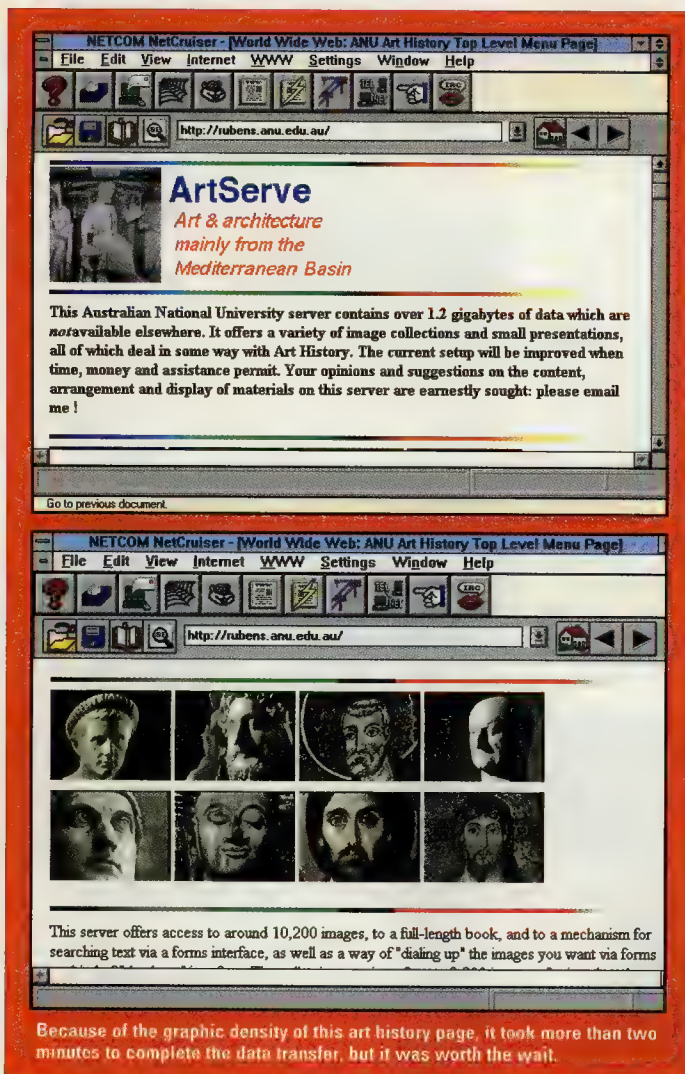 NETCOM NetCruiser - [World Wide Web: ANU Art History Top Level Menu Page]
File Edit View Internet WWW Settings Window Help
IRC
http://rubens.anu.edu.au/
ArtServe
Art & architecture
mainly from the
Mediterranean Basin
This Australian National University server contains over 1.2 gigabytes of data which are
notavailable elsewhere. It offers a variety of image collections and small presentations,
all of which deal in some way with Art History. The current setup will be improved when
time, money and assistance permit. Your opinions and suggestions on the content,
arrangement and display of materials on this server are earnestly sought: please email
me !
Go to previous document.
NETCOM NetCruiser - [World Wide Web: ANU Art History Top Level Menu Page]
File Edit View Internet WWW Settings Window Help
IRC
http://rubens.anu.edu.au/
This server offers access to around 10,200 images, to a full-length book, and to a mechanism for
searching text via a forms interface, as well as a way of "dialing up" the images you want via forms
Because of the graphic density of this art history page, it took more than two
minutes to complete the data transfer, but it was worth the wait.